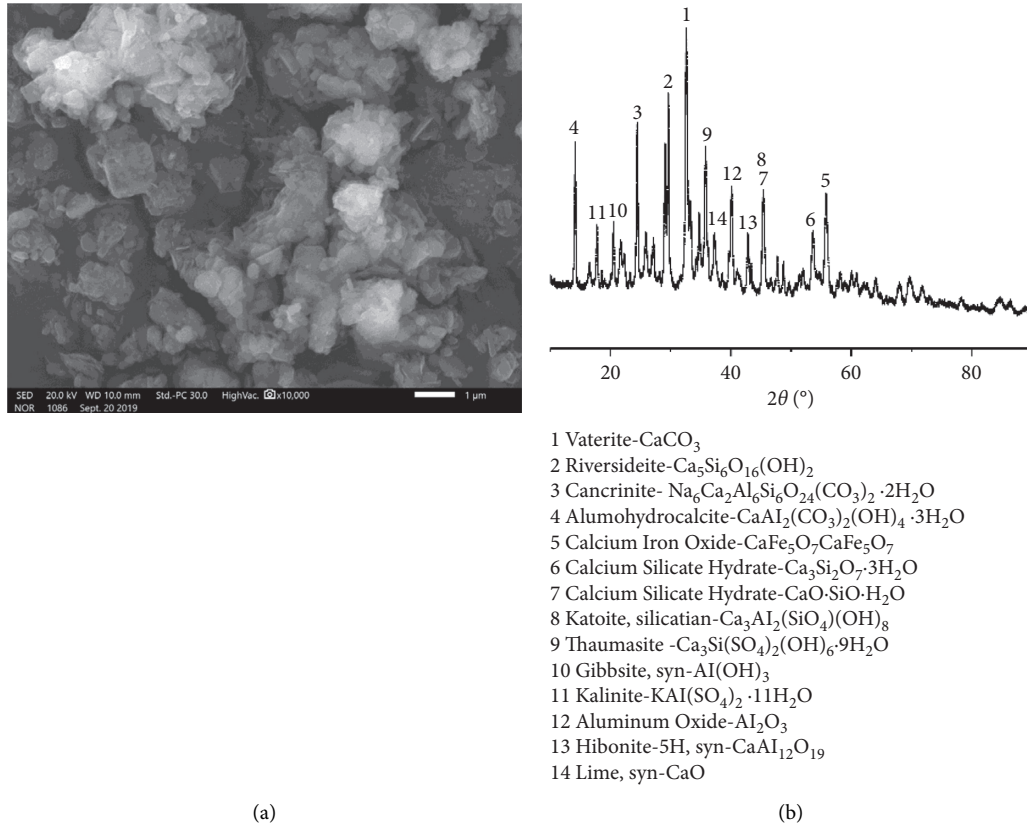 SED 20.0 kV WD 10.0 mm Std.-PC 30.0 HighVac. x10,000 1 µm
NOR 1086 Sept. 20 2019
1
2
3
4
9
12
8
7
5
11
10
14
13
6
20 40 60 80
2θ (°)
1 Vaterite-CaCO₃
2 Riversideite-Ca₅Si₆O₁₆(OH)₂
3 Cancrinite- Na₆Ca₂Al₆Si₆O₂₄(CO₃)₂ ·2H₂O
4 Alumohydrocalcite-CaAI₂(CO₃)₂(OH)₄ ·3H₂O
5 Calcium Iron Oxide-CaFe₅O₇CaFe₅O₇
6 Calcium Silicate Hydrate-Ca₃Si₂O₇·3H₂O
7 Calcium Silicate Hydrate-CaO·SiO·H₂O
8 Katoite, silicatian-Ca₃AI₂(SiO₄)(OH)₈
9 Thaumasite -Ca₃Si(SO₄)₂(OH)₆·9H₂O
10 Gibbsite, syn-AI(OH)₃
11 Kalinite-KAI(SO₄)₂ ·11H₂O
12 Aluminum Oxide-AI₂O₃
13 Hibonite-5H, syn-CaAI₁₂O₁₉
14 Lime, syn-CaO
(a) (b)